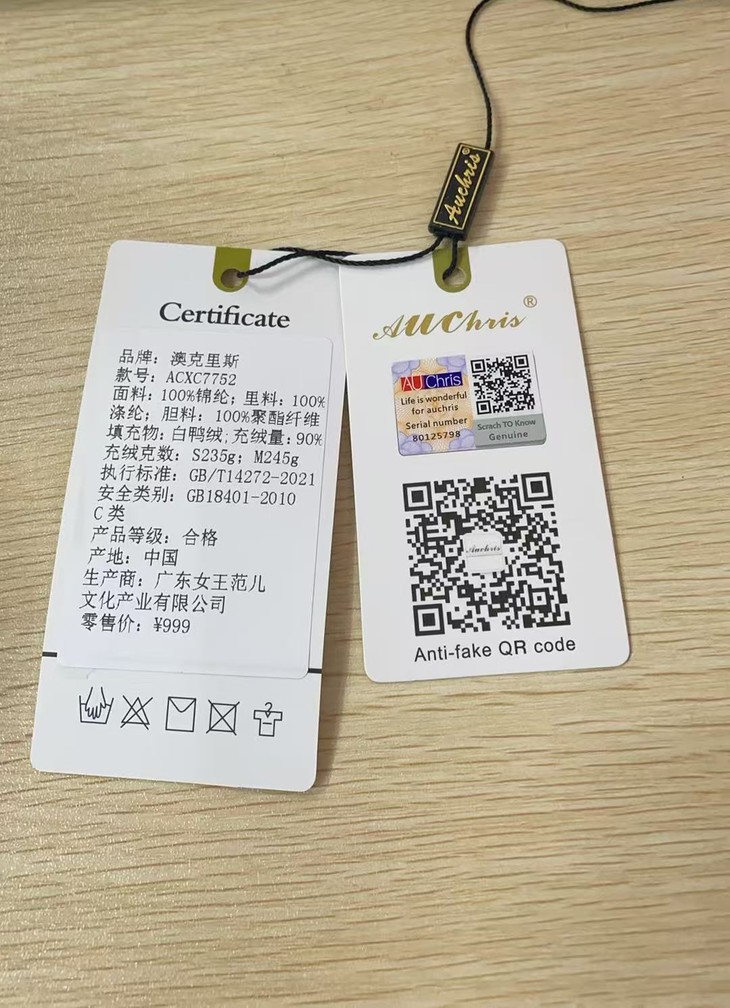 Auchris®
Certificate
品牌: 澳克里斯
款号: ACXC7752
面料: 100%锦纶; 里料: 100%
涤纶; 胆料: 100%聚酯纤维
填充物: 白鸭绒; 充绒量: 90%
充绒克数: S235g; M245g
执行标准: GB/T14272-2021
安全类别: GB18401-2010
C类
产品等级: 合格
产地: 中国
生产商: 广东女王范儿
文化产业有限公司
零售价: ¥999
AUChris®
AU Chris
Life is wonderful
for auchris
Serial number
80125798
Scrach TO Know
Genuine
Auchris
Anti-fake QR code